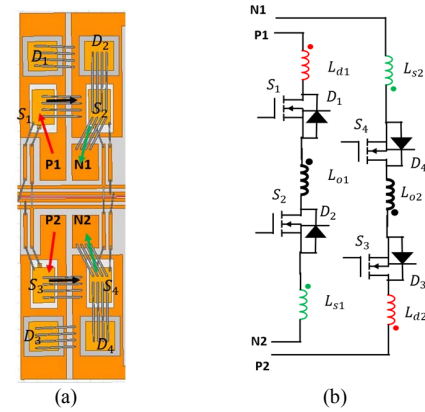 D1
D2
S1
S2
P1
N1
P2
N2
S3
S4
D3
D4
(a)
N1
P1
Ld1
Ls2
S1
D1
S4
D4
Lo1
Lo2
S2
D2
S3
D3
Ls1
Ld2
N2
P2
(b)